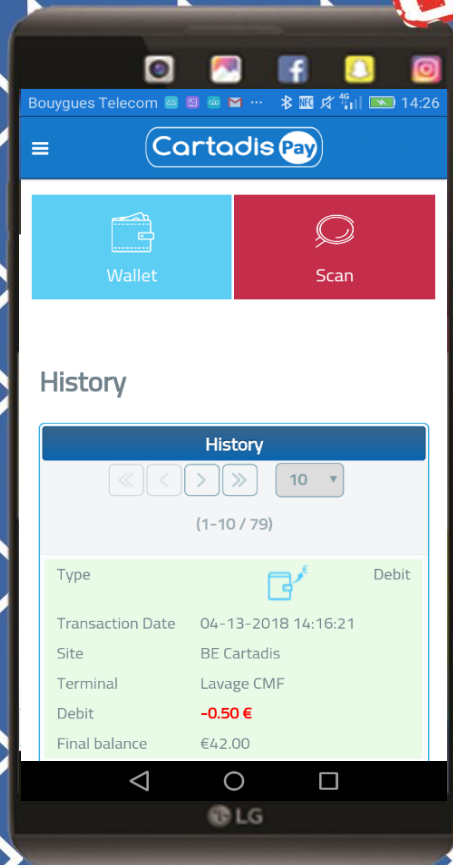 Bouygues Telecom ... 4G 14:26
Cartadis Pay
Wallet
Scan
History
History
10
(1-10 / 79)
Type Debit
Transaction Date 04-13-2018 14:16:21
Site BE Cartadis
Terminal Lavage CMF
Debit -0.50 €
Final balance €42.00
LG